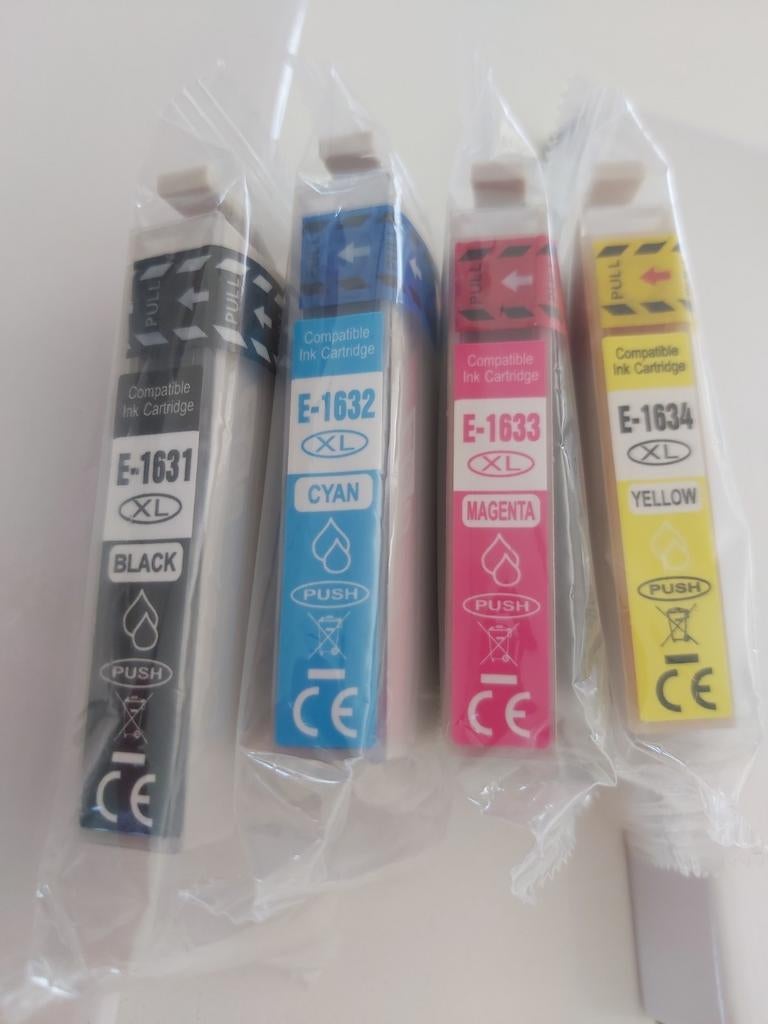 PULL
PULL
Compatible
Ink Cartridge
E-1631
XL
BLACK
PUSH
CE
Compatible
Ink Cartridge
E-1632
XL
CYAN
PUSH
CE
PULL
Compatible
Ink Cartridge
E-1633
XL
MAGENTA
PUSH
CE
PULL
Compatible
Ink Cartridge
E-1634
XL
YELLOW
PUSH
CE